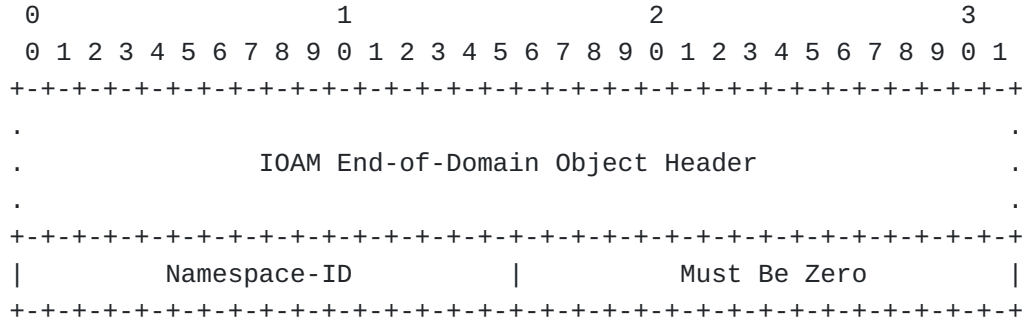 0                   1                   2                   3
 0 1 2 3 4 5 6 7 8 9 0 1 2 3 4 5 6 7 8 9 0 1 2 3 4 5 6 7 8 9 0 1
+-+-+-+-+-+-+-+-+-+-+-+-+-+-+-+-+-+-+-+-+-+-+-+-+-+-+-+-+-+-+-+-+
.                                                               .
.               IOAM End-of-Domain Object Header                .
.                                                               .
+-+-+-+-+-+-+-+-+-+-+-+-+-+-+-+-+-+-+-+-+-+-+-+-+-+-+-+-+-+-+-+-+
|         Namespace-ID          |          Must Be Zero         |
+-+-+-+-+-+-+-+-+-+-+-+-+-+-+-+-+-+-+-+-+-+-+-+-+-+-+-+-+-+-+-+-+